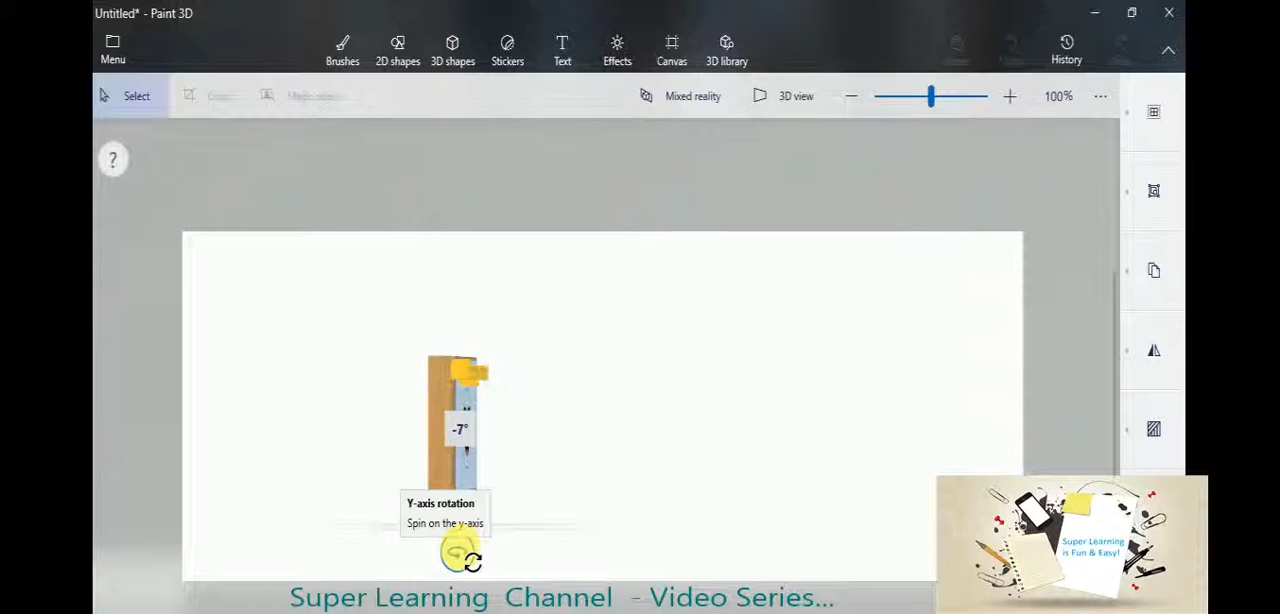 Untitled* - Paint 3D
Menu
Brushes
2D shapes
3D shapes
Stickers
Text
Effects
Canvas
3D library
History
Select
Mixed reality
3D view
100%
?
-7°
Y-axis rotation
Spin on the y-axis
Super Learning
is Fun & Easy!
Super Learning Channel - Video Series...